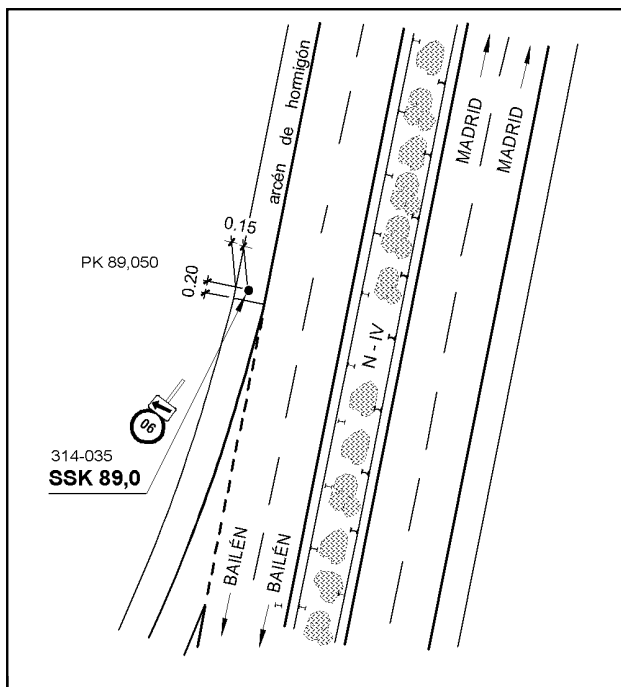 arcén de hormigón
MADRID
MADRID
0.15
PK 89,050
0.20
N - IV
90
314-035
SSK 89,0
BAILÉN
BAILÉN